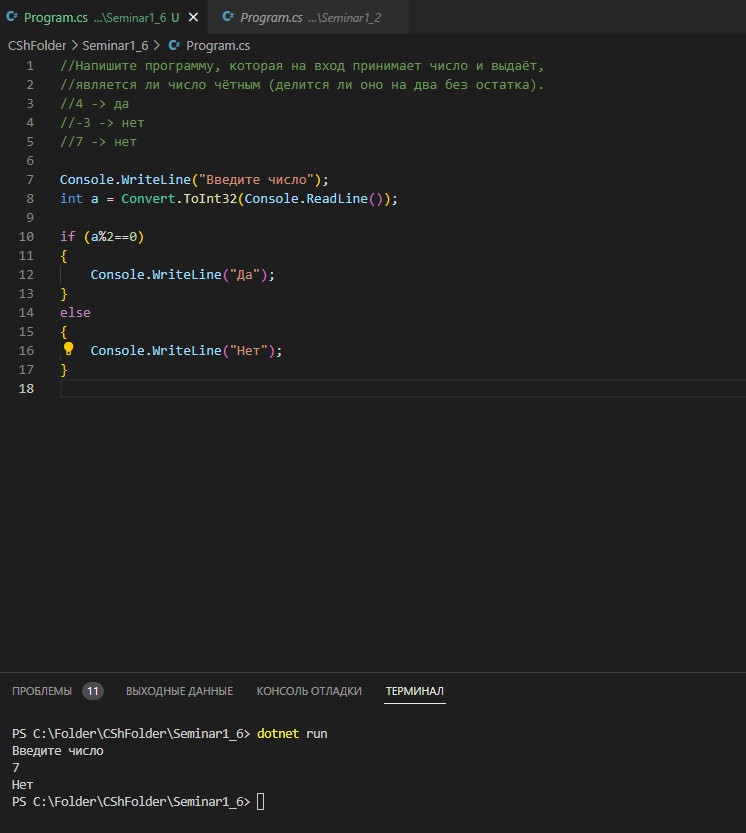 Program.cs ...\Seminar1_6 U
Program.cs ...\Seminar1_2
CShFolder > Seminar1_6 > Program.cs
1 //Напишите программу, которая на вход принимает число и выдаёт,
2 //является ли число чётным (делится ли оно на два без остатка).
3 //4 -> да
4 //-3 -> нет
5 //7 -> нет
6
7 Console.WriteLine("Введите число");
8 int a = Convert.ToInt32(Console.ReadLine());
9
10 if (a%2==0)
11 {
12     Console.WriteLine("Да");
13 }
14 else
15 {
16     Console.WriteLine("Нет");
17 }
18
ПРОБЛЕМЫ 11 ВЫХОДНЫЕ ДАННЫЕ КОНСОЛЬ ОТЛАДКИ ТЕРМИНАЛ
PS C:\Folder\CShFolder\Seminar1_6> dotnet run
Введите число
7
Нет
PS C:\Folder\CShFolder\Seminar1_6>